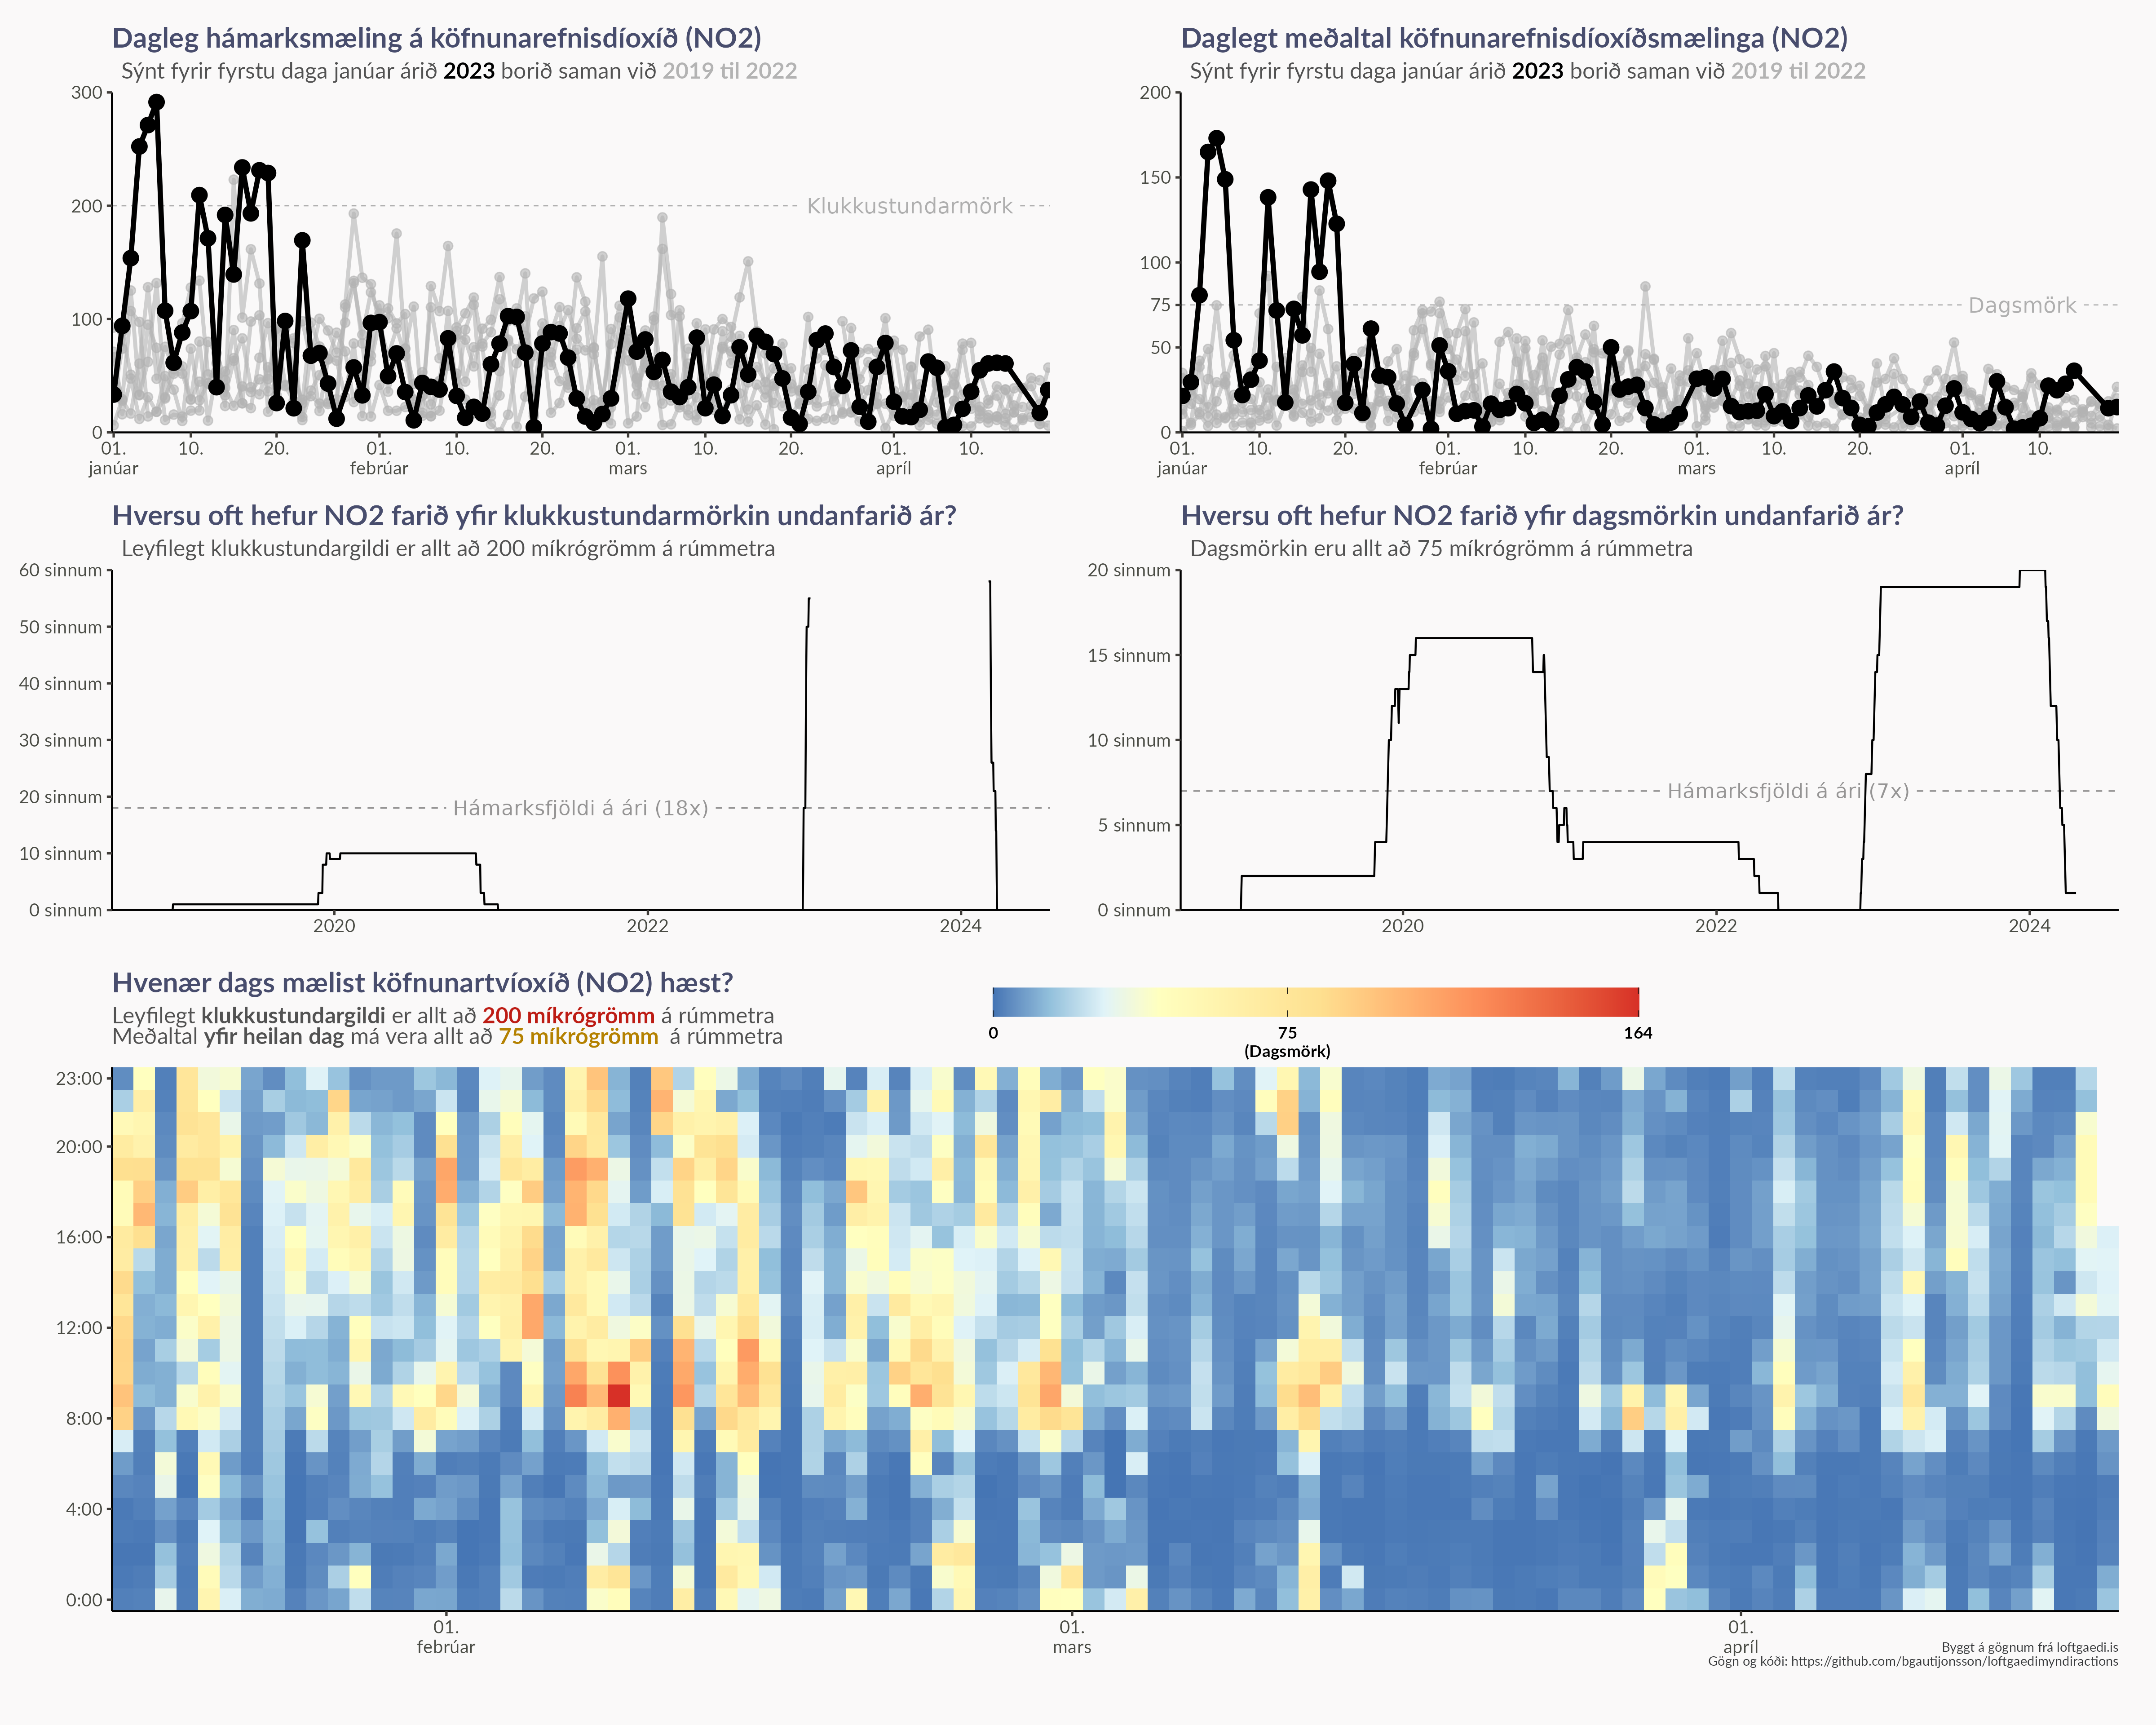 Dagleg hámarksmæling á köfnunarefnisdíoxíð (NO2)
Sýnt fyrir fyrstu daga janúar árið 2023 borið saman við 2019 til 2022
300
200
100
0
Klukkustundarmörk
01. 10. 20. 01. 10. 20. 01. 10. 20. 01. 10.
janúar febrúar mars apríl
Daglegt meðaltal köfnunarefnisdíoxíðsmælinga (NO2)
Sýnt fyrir fyrstu daga janúar árið 2023 borið saman við 2019 til 2022
200
150
100
75
50
0
Dagsmörk
01. 10. 20. 01. 10. 20. 01. 10. 20. 01. 10.
janúar febrúar mars apríl
Hversu oft hefur NO2 farið yfir klukkustundarmörkin undanfarið ár?
Leyfilegt klukkustundargildi er allt að 200 míkrógrömm á rúmmetra
60 sinnum
50 sinnum
40 sinnum
30 sinnum
20 sinnum
10 sinnum
0 sinnum
Hámarksfjöldi á ári (18x)
2020 2022 2024
Hversu oft hefur NO2 farið yfir dagsmörkin undanfarið ár?
Dagsmörkin eru allt að 75 míkrógrömm á rúmmetra
20 sinnum
15 sinnum
10 sinnum
5 sinnum
0 sinnum
Hámarksfjöldi á ári (7x)
2020 2022 2024
Hvenær dags mælist köfnunartvíoxíð (NO2) hæst?
Leyfilegt klukkustundargildi er allt að 200 míkrógrömm á rúmmetra
Meðaltal yfir heilan dag má vera allt að 75 míkrógrömm á rúmmetra
0 75 164
(Dagsmörk)
23:00
20:00
16:00
12:00
8:00
4:00
0:00
01. 01. 01.
febrúar mars apríl
Byggt á gögnum frá loftgaedi.is
Gögn og kóði: https://github.com/bgautijonsson/loftgaedimyndiractions